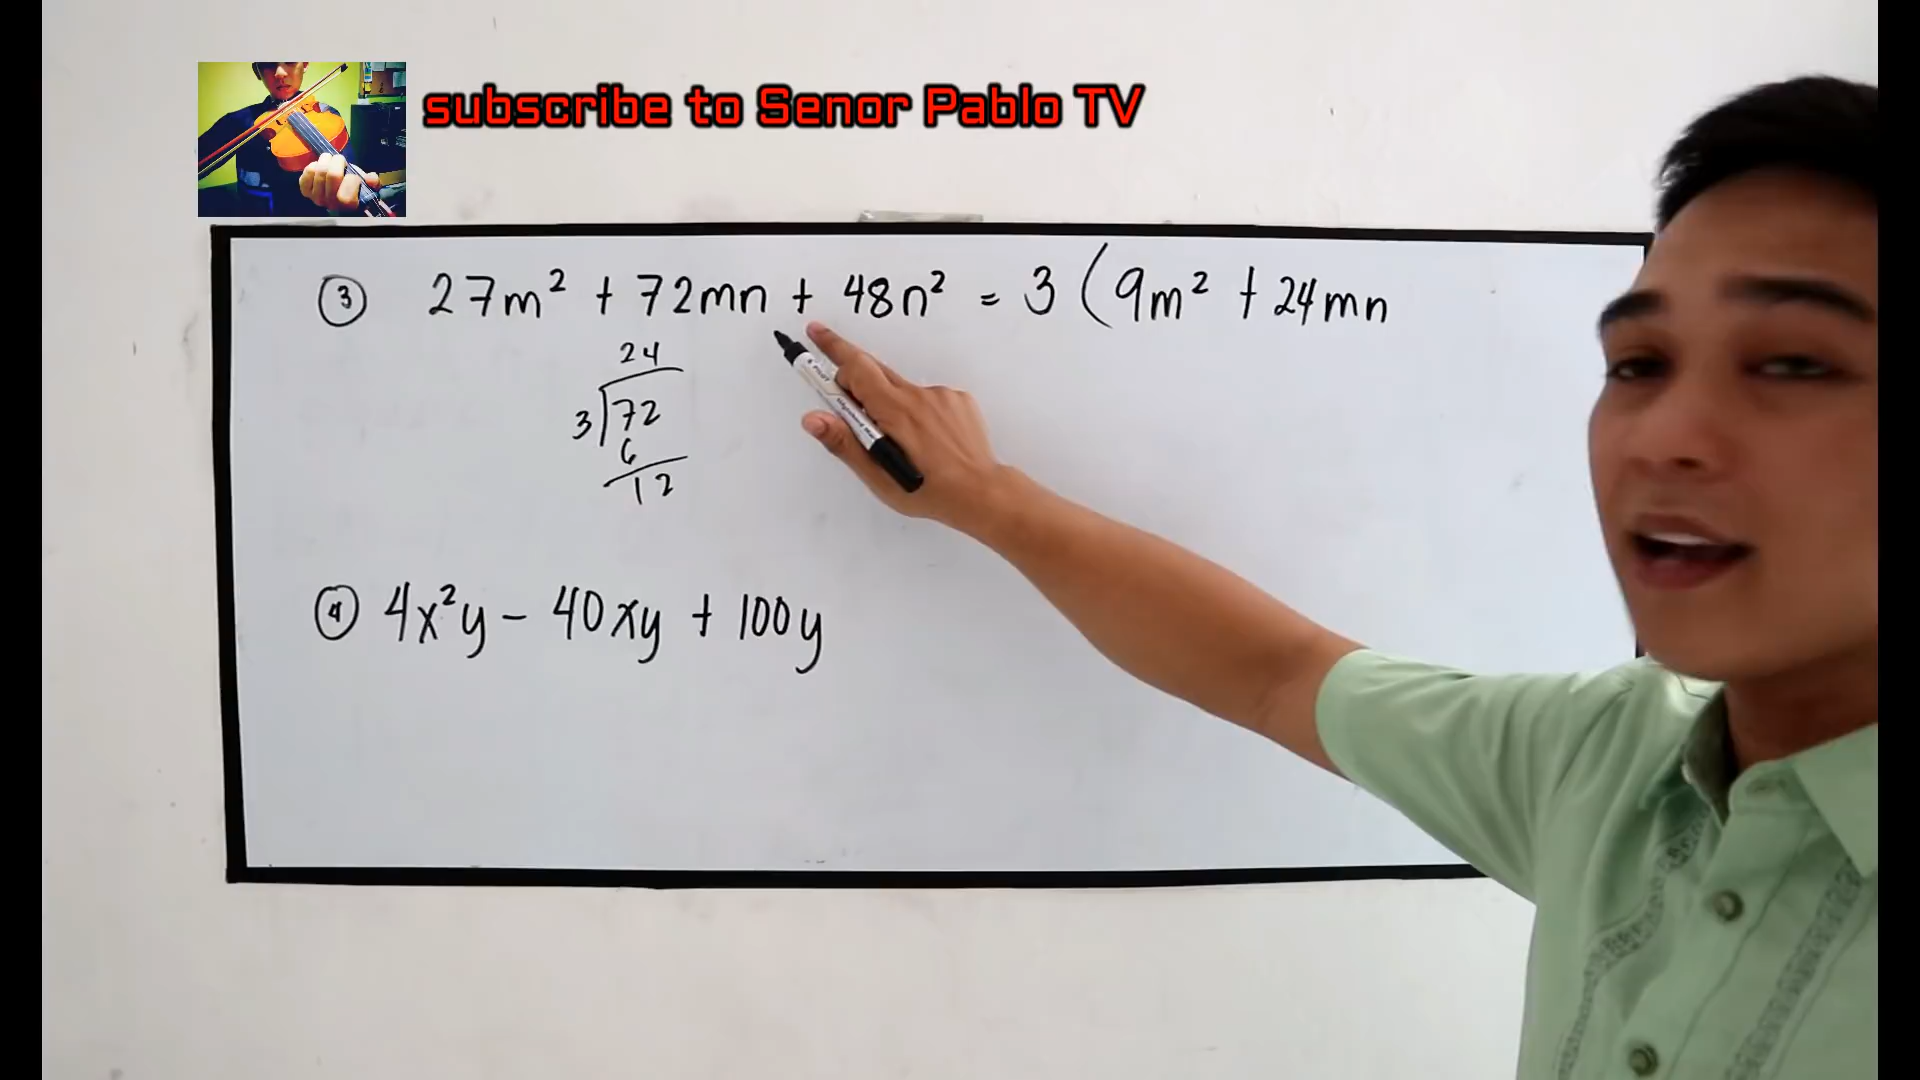 subscribe to Senor Pablo TV
③ 27m² + 72mn + 48n² = 3 (9m² + 24mn
24
3 72
6
12
④ 4x²y - 40xy + 100y